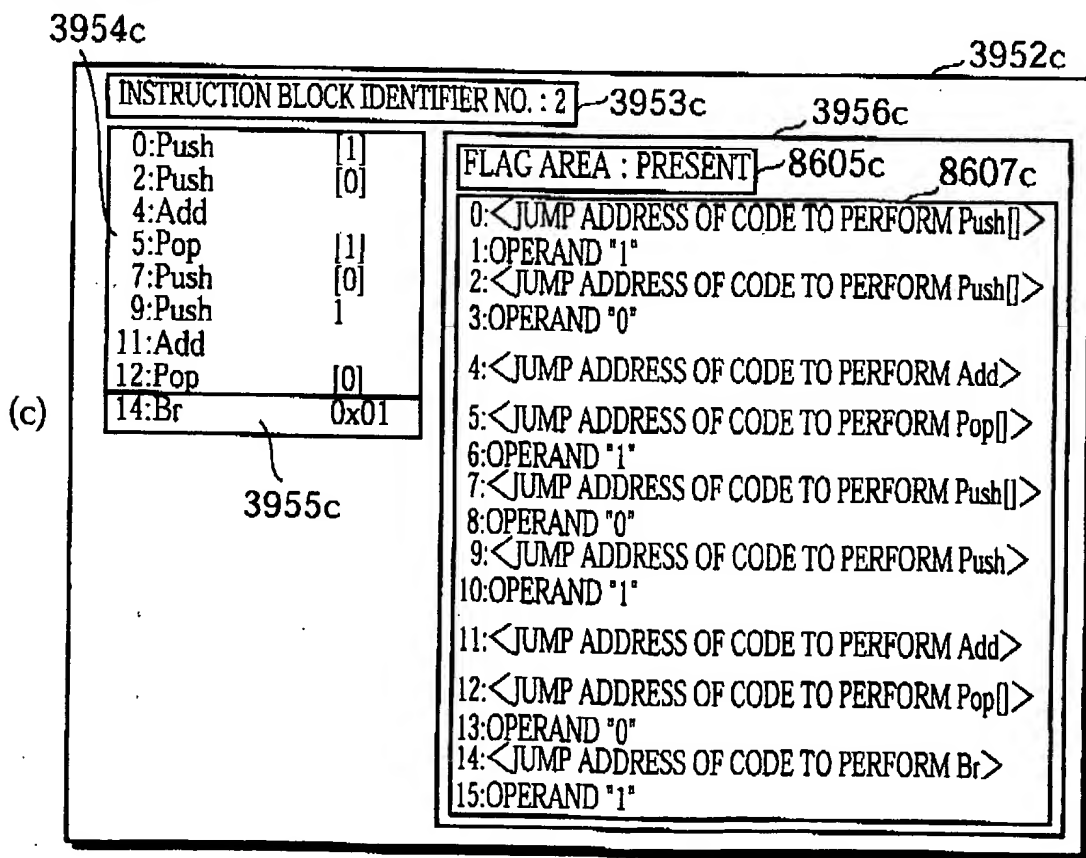 3954c
3952c
INSTRUCTION BLOCK IDENTIFIER NO. : 2
3953c
3956c
0:Push [1]
2:Push [0]
4:Add
5:Pop [1]
7:Push [0]
9:Push 1
11:Add
12:Pop [0]
14:Br 0x01
(c)
3955c
FLAG AREA : PRESENT
8605c
8607c
0:<JUMP ADDRESS OF CODE TO PERFORM Push[]>
1:OPERAND "1"
2:<JUMP ADDRESS OF CODE TO PERFORM Push[]>
3:OPERAND "0"
4:<JUMP ADDRESS OF CODE TO PERFORM Add>
5:<JUMP ADDRESS OF CODE TO PERFORM Pop[]>
6:OPERAND "1"
7:<JUMP ADDRESS OF CODE TO PERFORM Push[]>
8:OPERAND "0"
9:<JUMP ADDRESS OF CODE TO PERFORM Push>
10:OPERAND "1"
11:<JUMP ADDRESS OF CODE TO PERFORM Add>
12:<JUMP ADDRESS OF CODE TO PERFORM Pop[]>
13:OPERAND "0"
14:<JUMP ADDRESS OF CODE TO PERFORM Br>
15:OPERAND "1"